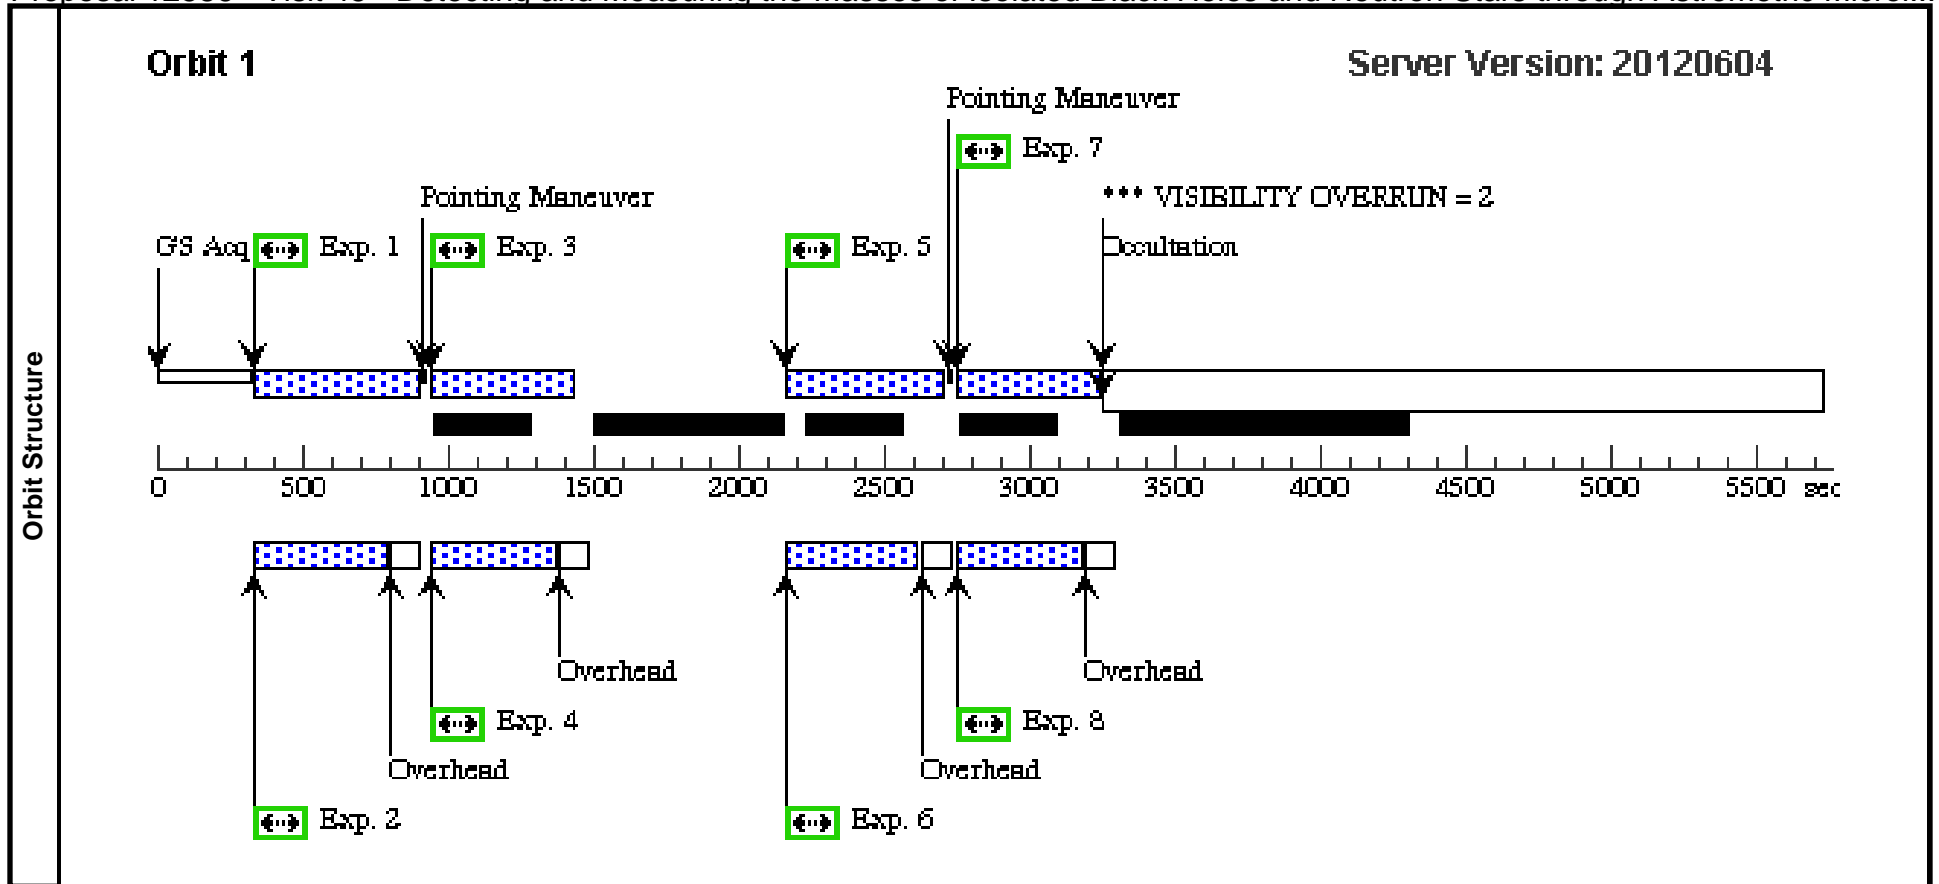 Orbit 1
Server Version: 20120604
Pointing Maneuver
Exp. 7
Pointing Maneuver
*** VISIBILITY OVERRUN = 2
GS Acq
Exp. 1
Exp. 3
Exp. 5
Occultation
Orbit Structure
0 500 1000 1500 2000 2500 3000 3500 4000 4500 5000 5500 sec
Overhead
Overhead
Exp. 4
Exp. 8
Overhead
Overhead
Exp. 2
Exp. 6